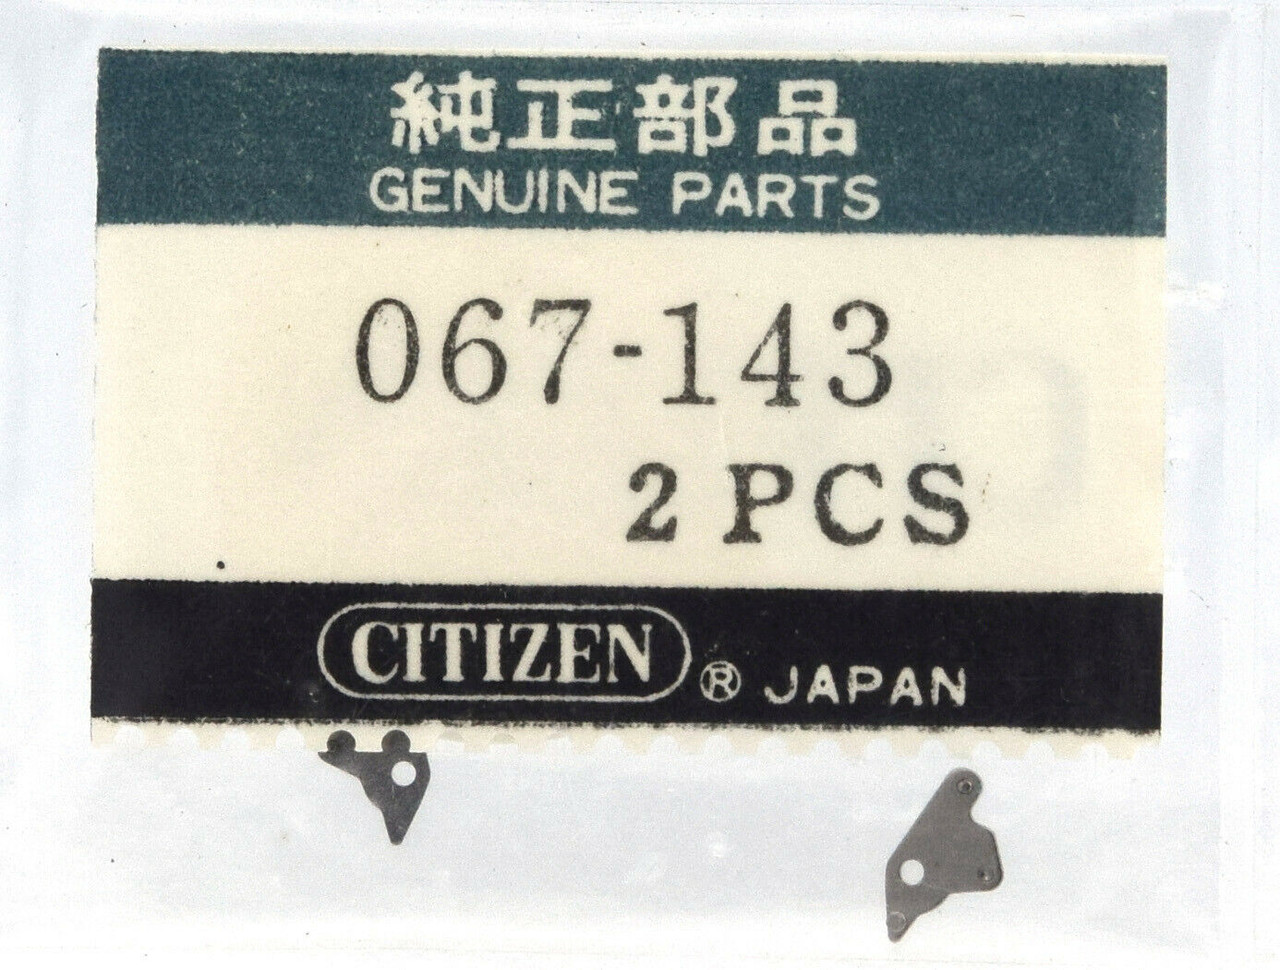 純正部品
GENUINE PARTS
067-143
2 PCS
CITIZEN ® JAPAN